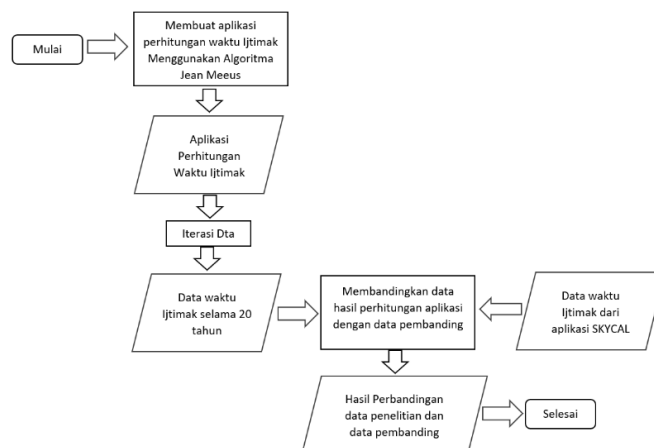 Mulai
Membuat aplikasi
perhitungan waktu Ijtimak
Menggunakan Algoritma
Jean Meeus
Aplikasi
Perhitungan
Waktu Ijtimak
Iterasi Dta
Data waktu
Ijtimak selama 20
tahun
Membandingkan data
hasil perhitungan aplikasi
dengan data pembanding
Data waktu
Ijtimak dari
aplikasi SKYCAL
Hasil Perbandingan
data penelitian dan
data pembanding
Selesai